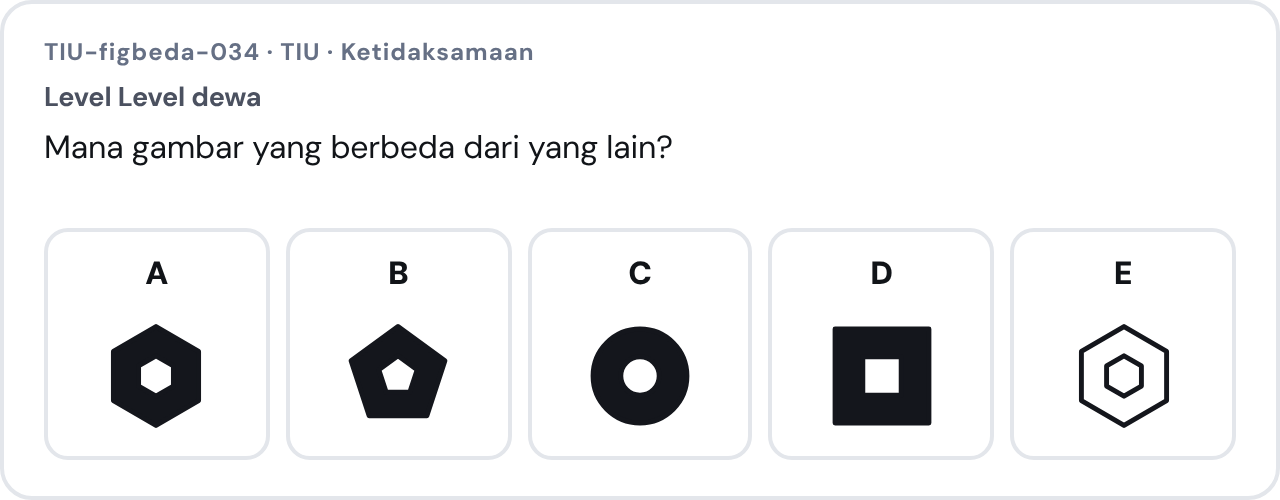 TIU-figbeda-034 · TIU · Ketidaksamaan
Level Level dewa
Mana gambar yang berbeda dari yang lain?
A
B
C
D
E